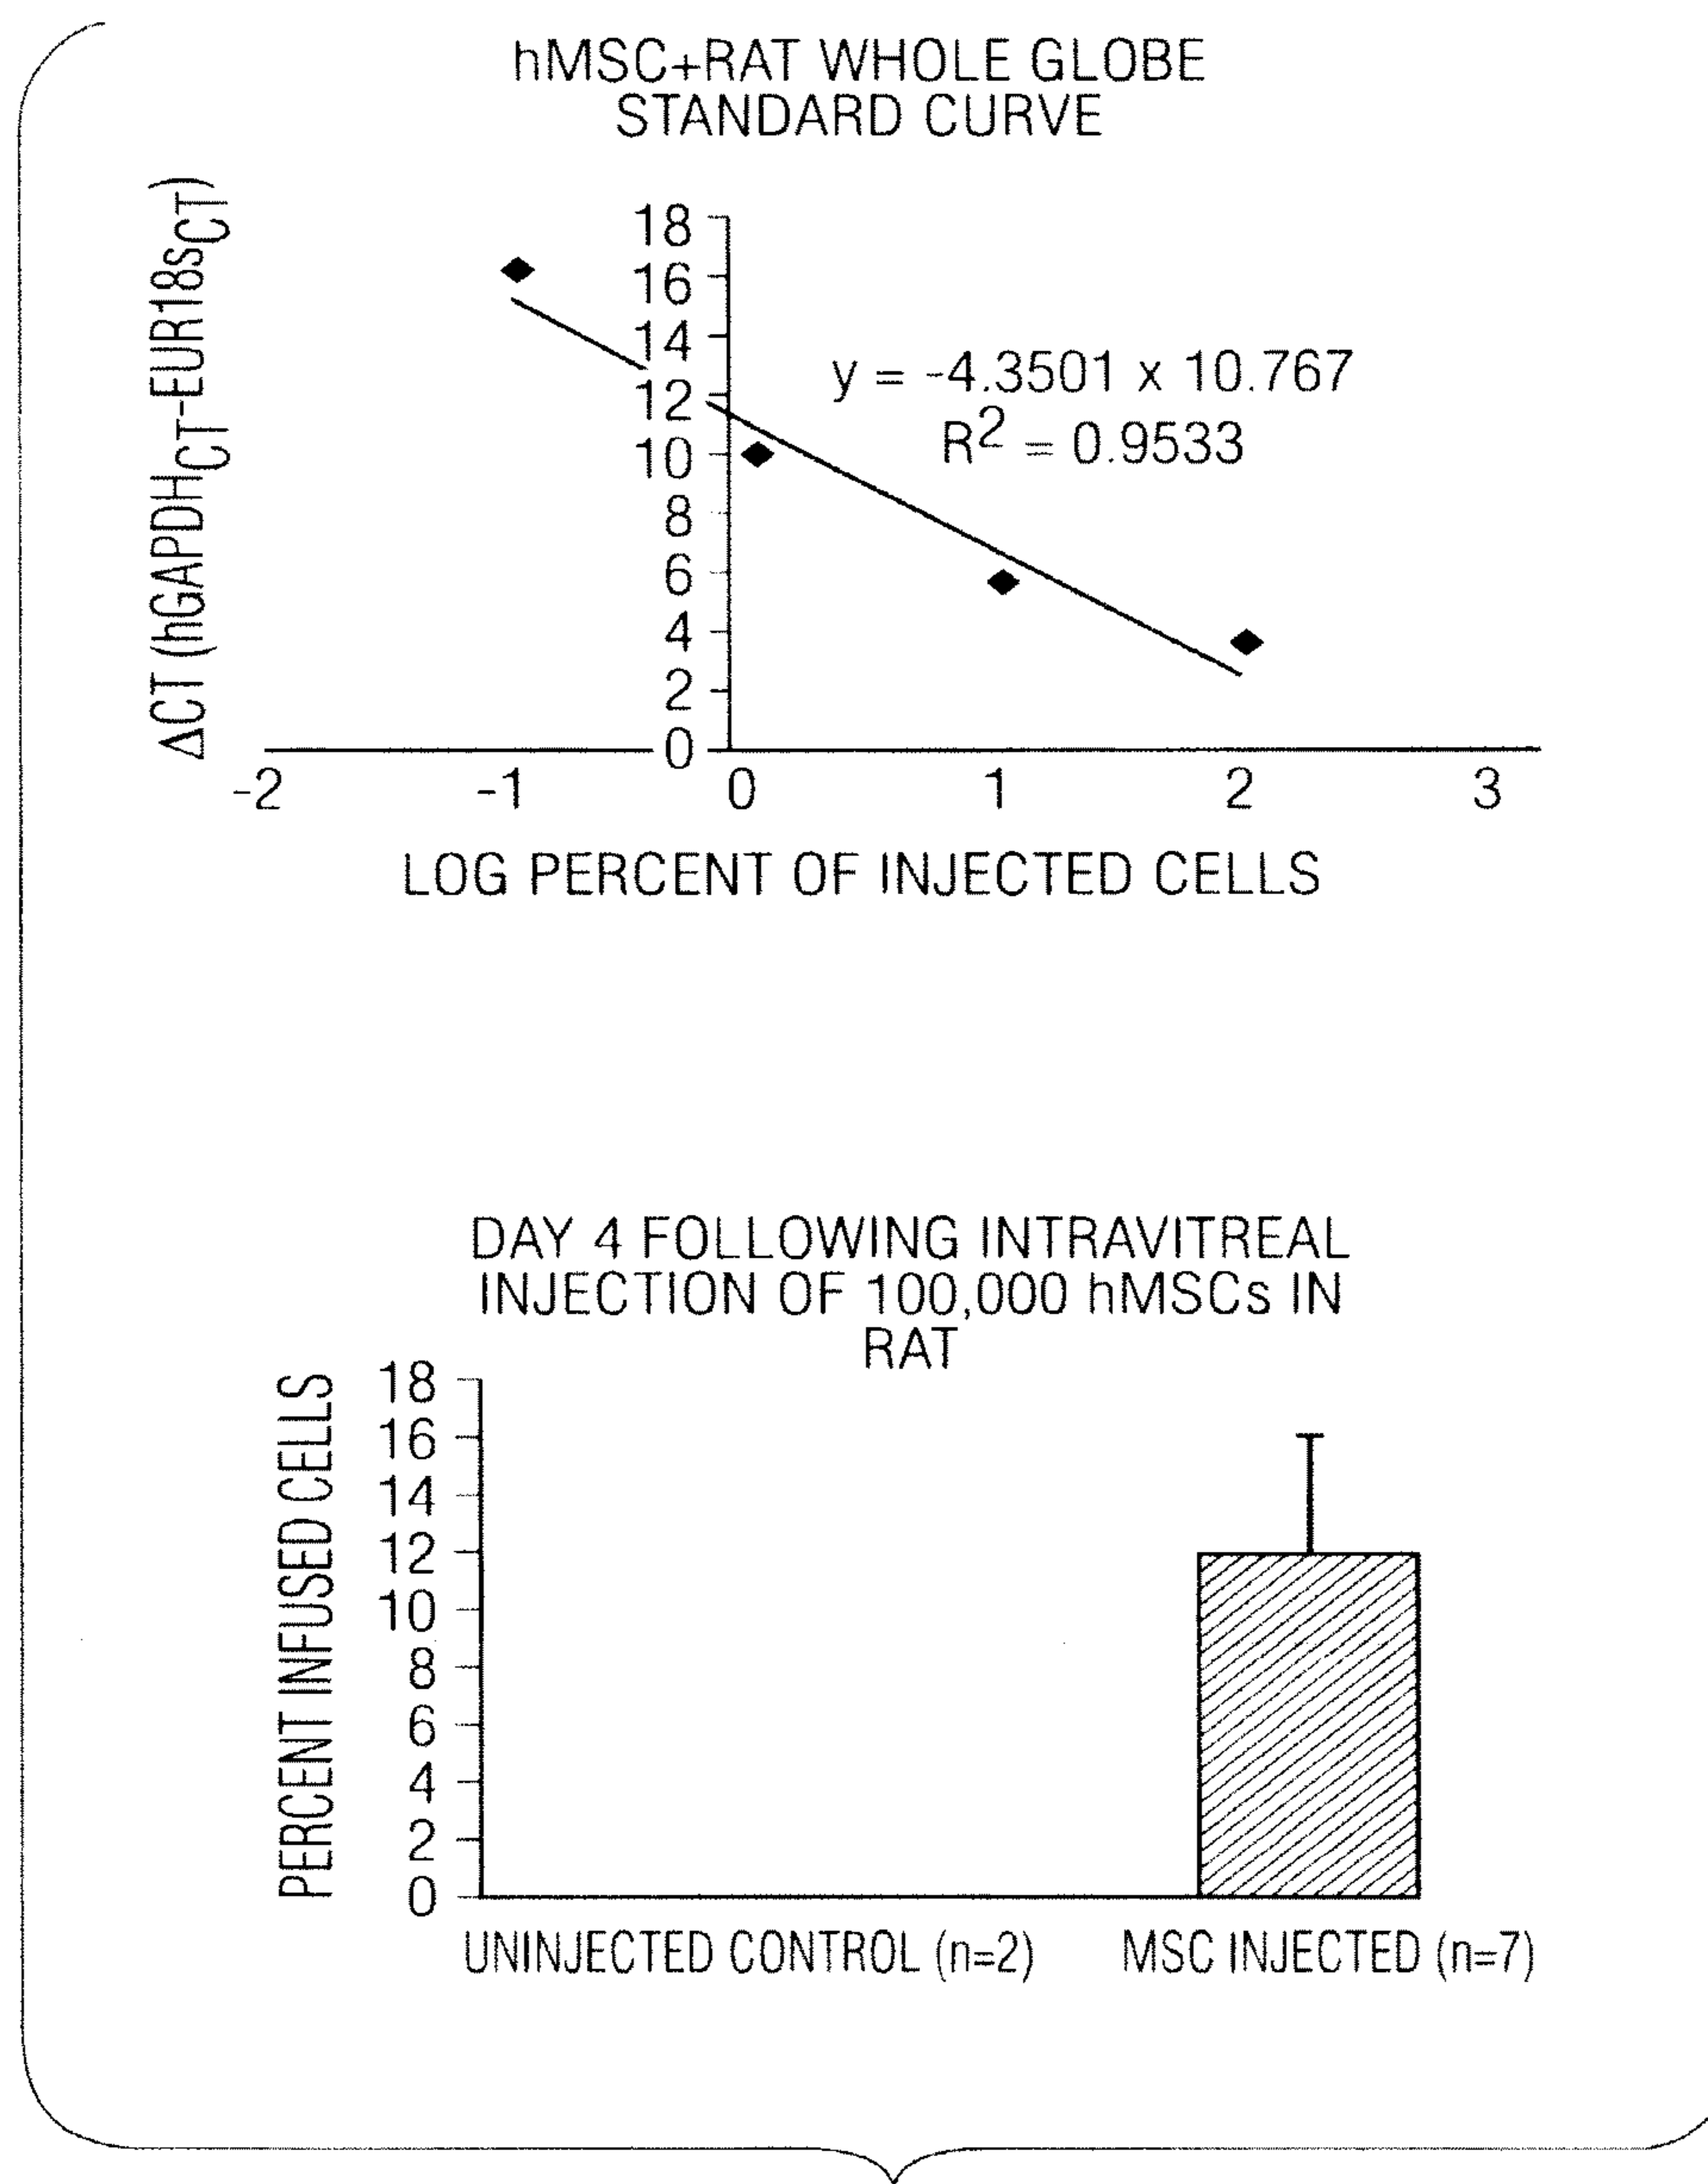 hMSC+RAT WHOLE GLOBE
STANDARD CURVE
ΔCT (hGAPDHCT-EUR18sCT)
18
16
14
12
10
8
6
4
2
0
y = -4.3501 x 10.767
R2 = 0.9533
-2
-1
0
1
2
3
LOG PERCENT OF INJECTED CELLS
DAY 4 FOLLOWING INTRAVITREAL
INJECTION OF 100,000 hMSCs IN
RAT
PERCENT INFUSED CELLS
18
16
14
12
10
8
6
4
2
0
UNINJECTED CONTROL (n=2)
MSC INJECTED (n=7)